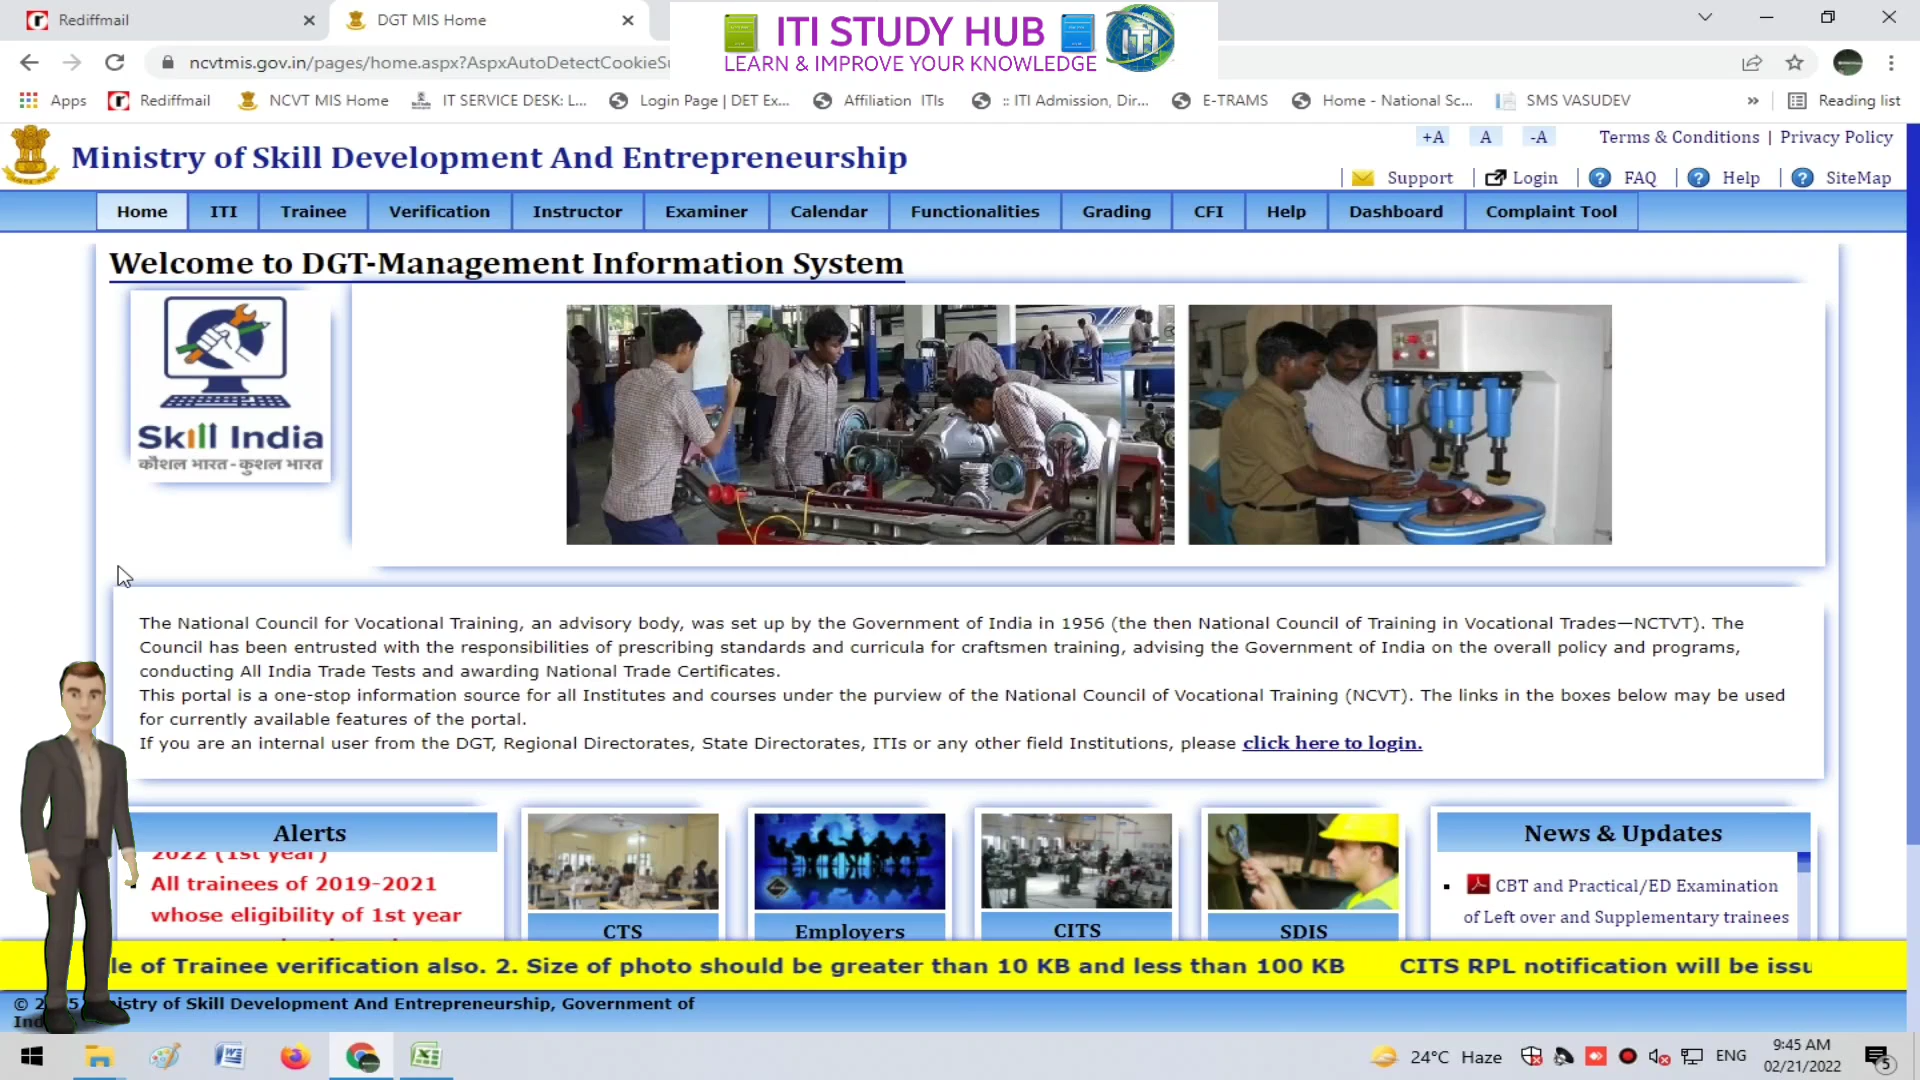 Rediffmail
DGT MIS Home
ITI STUDY HUB
ITI
LEARN & IMPROVE YOUR KNOWLEDGE
ncvtmis.gov.in/pages/home.aspx?AspxAutoDetectCookieSu
Apps
Rediffmail
NCVT MIS Home
IT SERVICE DESK: L...
Login Page | DET Ex...
Affiliation ITIs
:: ITI Admission, Dir...
E-TRAMS
Home - National Sc...
SMS VASUDEV
»
Reading list
+A A -A
Terms & Conditions | Privacy Policy
Ministry of Skill Development And Entrepreneurship
Support
Login
FAQ
Help
SiteMap
Home
ITI
Trainee
Verification
Instructor
Examiner
Calendar
Functionalities
Grading
CFI
Help
Dashboard
Complaint Tool
Welcome to DGT-Management Information System
Skill India
कौशल भारत - कुशल भारत
The National Council for Vocational Training, an advisory body, was set up by the Government of India in 1956 (the then National Council of Training in Vocational Trades—NCTVT). The
Council has been entrusted with the responsibilities of prescribing standards and curricula for craftsmen training, advising the Government of India on the overall policy and programs,
conducting All India Trade Tests and awarding National Trade Certificates.
This portal is a one-stop information source for all Institutes and courses under the purview of the National Council of Vocational Training (NCVT). The links in the boxes below may be used
for currently available features of the portal.
If you are an internal user from the DGT, Regional Directorates, State Directorates, ITIs or any other field Institutions, please click here to login.
Alerts
2022 (1st year)
All trainees of 2019-2021
whose eligibility of 1st year
CTS
Employers
CITS
SDIS
News & Updates
CBT and Practical/ED Examination
of Left over and Supplementary trainees
le of Trainee verification also. 2. Size of photo should be greater than 10 KB and less than 100 KB
CITS RPL notification will be issu
istry of Skill Development And Entrepreneurship, Government of
24°C Haze
ENG
9:45 AM
02/21/2022
5